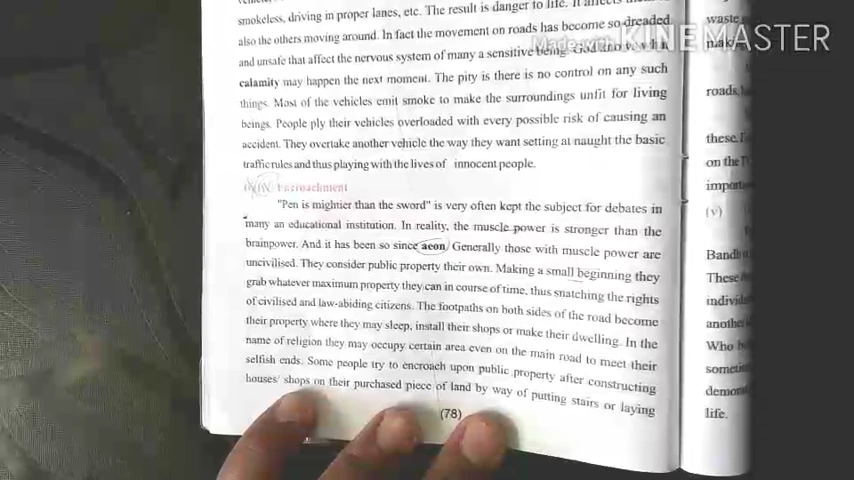 smokeless, driving in proper lanes, etc. The result is danger to life. It affects
also the others moving around. In fact the movement on roads has become so dreaded
and unsafe that affect the nervous system of many a sensitive being. God
calamity may happen the next moment. The pity is there is no control on any such
things. Most of the vehicles emit smoke to make the surroundings unfit for living
beings. People ply their vehicles overloaded with every possible risk of causing an
accident. They overtake another vehicle the way they want setting at naught the basic
traffic rules and thus playing with the lives of innocent people.
Encroachment
"Pen is mightier than the sword" is very often kept the subject for debates in
many an educational institution. In reality, the muscle power is stronger than the
brainpower. And it has been so since aeon. Generally those with muscle power are
uncivilised. They consider public property their own. Making a small beginning they
grab whatever maximum property they can in course of time, thus snatching the rights
of civilised and law-abiding citizens. The footpaths on both sides of the road become
their property where they may sleep, install their shops or make their dwelling. In the
name of religion they may occupy certain area even on the main road to meet their
selfish ends. Some people try to encroach upon public property after constructing
houses/ shops on their purchased piece of land by way of putting stairs or laying
(78)
waste
roads,
these.
on the
(v)
Band
These
individ
anothe
Who
someti
demora
life.
Made with KINEMASTER